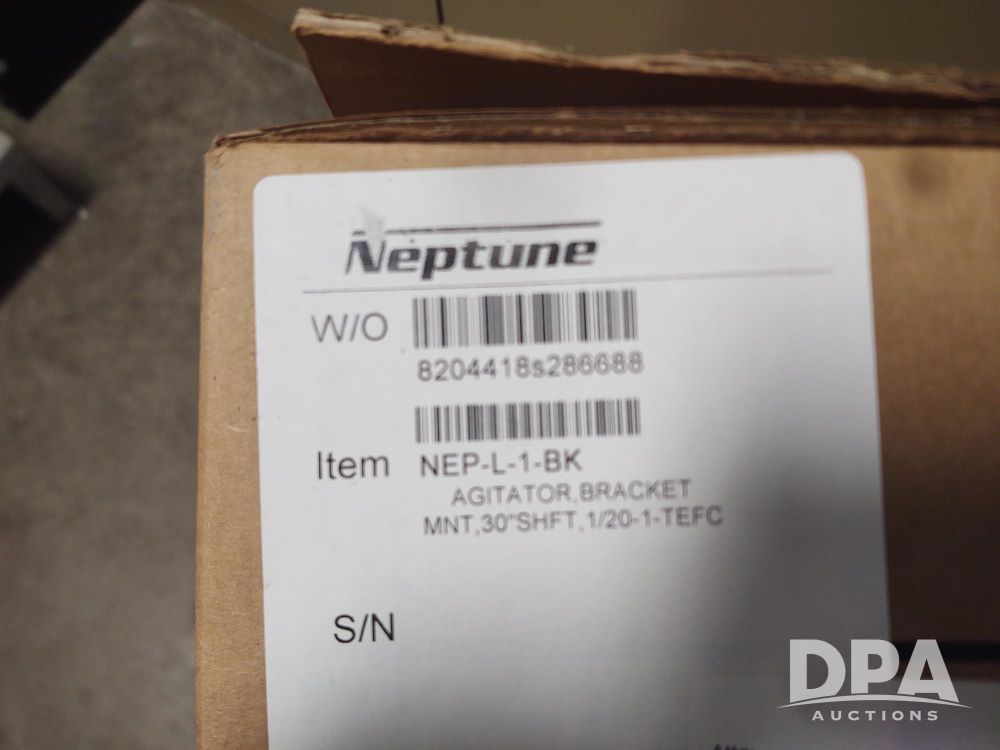 Neptune
W/O
8204418s286688
Item NEP-L-1-BK
AGITATOR,BRACKET
MNT,30"SHFT,1/20-1-TEFC
S/N
DPA
AUCTIONS